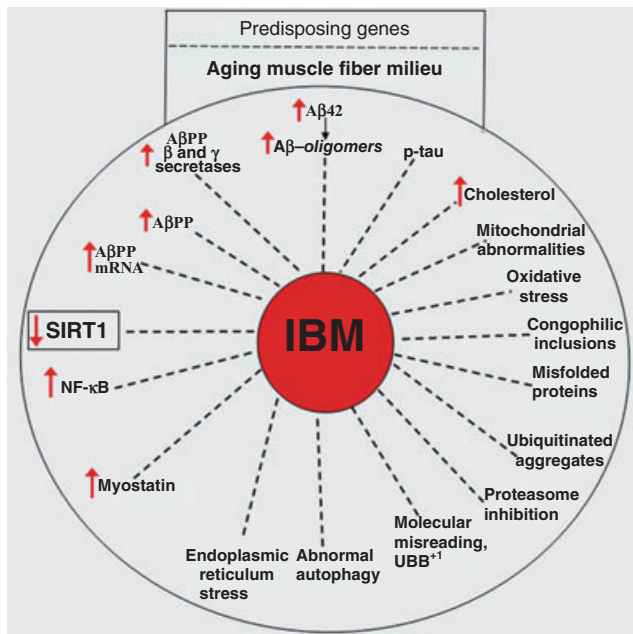 Predisposing genes
Aging muscle fiber milieu
Aβ42
Aβ–oligomers
AβPP
β and γ
secretases
p-tau
Cholesterol
AβPP
Mitochondrial
abnormalities
AβPP
mRNA
Oxidative
stress
SIRT1
IBM
Congophilic
inclusions
NF-κB
Misfolded
proteins
Ubiquitinated
aggregates
Myostatin
Proteasome
inhibition
Molecular
misreading,
UBB+1
Abnormal
autophagy
Endoplasmic
reticulum
stress